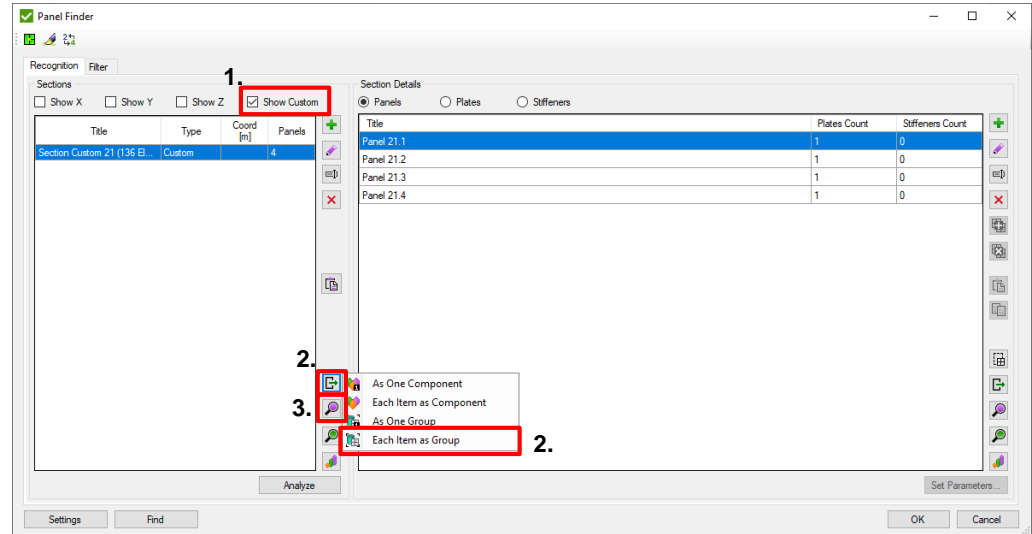 Panel Finder
Recognition Filter
1.
Sections
Show X Show Y Show Z Show Custom
Title Type Coord [m] Panels
Section Custom 21 (136 El... Custom 4
2.
3.
As One Component
Each Item as Component
As One Group
Each Item as Group
2.
Analyze
Section Details
Panels Plates Stiffeners
Title Plates Count Stiffeners Count
Panel 21.1 1 0
Panel 21.2 1 0
Panel 21.3 1 0
Panel 21.4 1 0
Set Parameters...
Settings Find OK Cancel